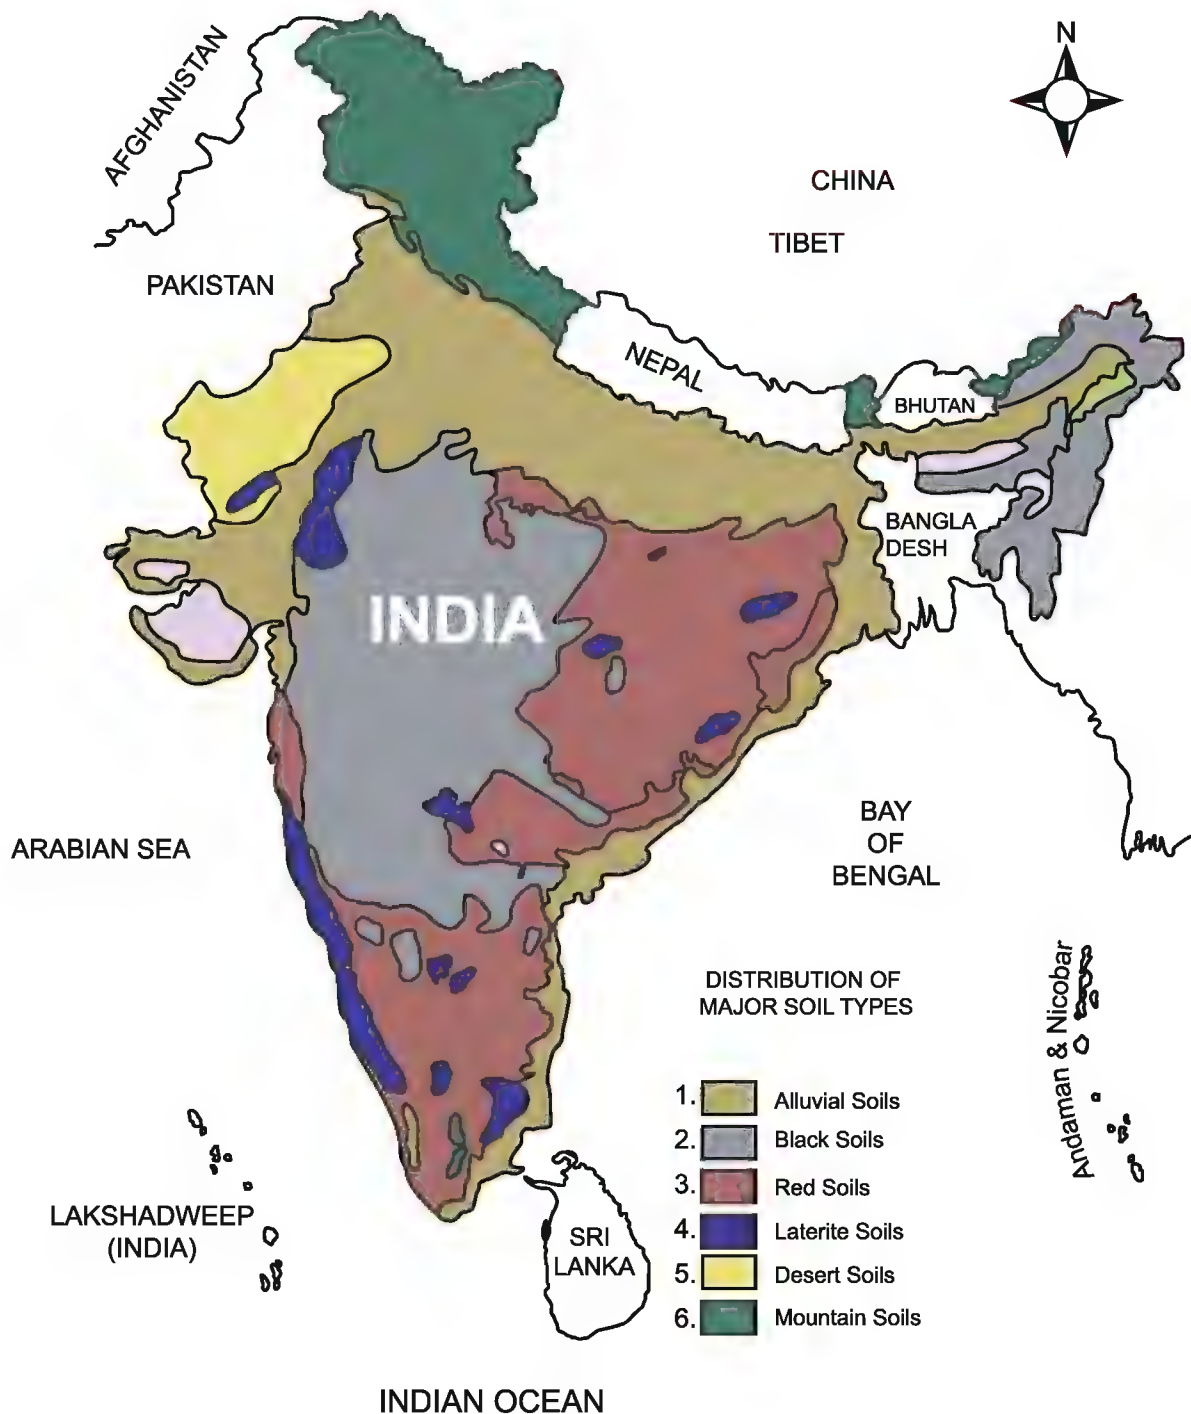 N
AFGHANISTAN
CHINA
TIBET
PAKISTAN
NEPAL
BHUTAN
BANGLA
DESH
INDIA
ARABIAN SEA
BAY
OF
BENGAL
Andaman & Nicobar
DISTRIBUTION OF
MAJOR SOIL TYPES
1. Alluvial Soils
2. Black Soils
3. Red Soils
4. Laterite Soils
5. Desert Soils
6. Mountain Soils
LAKSHADWEEP
(INDIA)
SRI
LANKA
INDIAN OCEAN